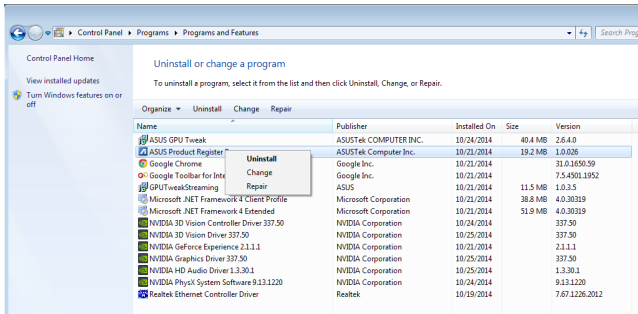 Control Panel ▸ Programs ▸ Programs and Features
Search Prog
Control Panel Home
View installed updates
Turn Windows features on or off
Uninstall or change a program
To uninstall a program, select it from the list and then click Uninstall, Change, or Repair.
Organize Uninstall Change Repair
Name Publisher Installed On Size Version
ASUS GPU Tweak ASUSTek COMPUTER INC. 10/24/2014 40.4 MB 2.6.4.0
ASUS Product Register ASUSTek Computer Inc. 10/21/2014 19.2 MB 1.0.026
Google Chrome Google Inc. 10/21/2014 31.0.1650.59
Google Toolbar for Inte Google Inc. 10/21/2014 7.5.4501.1952
GPUTweakStreaming ASUS 10/21/2014 11.5 MB 1.0.3.5
Microsoft .NET Framework 4 Client Profile Microsoft Corporation 10/21/2014 38.8 MB 4.0.30319
Microsoft .NET Framework 4 Extended Microsoft Corporation 10/21/2014 51.9 MB 4.0.30319
NVIDIA 3D Vision Controller Driver 337.50 NVIDIA Corporation 10/24/2014 337.50
NVIDIA 3D Vision Driver 337.50 NVIDIA Corporation 10/25/2014 337.50
NVIDIA GeForce Experience 2.1.1.1 NVIDIA Corporation 10/21/2014 2.1.1.1
NVIDIA Graphics Driver 337.50 NVIDIA Corporation 10/25/2014 337.50
NVIDIA HD Audio Driver 1.3.30.1 NVIDIA Corporation 10/25/2014 1.3.30.1
NVIDIA PhysX System Software 9.13.1220 NVIDIA Corporation 10/24/2014 9.13.1220
Realtek Ethernet Controller Driver Realtek 10/19/2014 7.67.1226.2012
Uninstall
Change
Repair